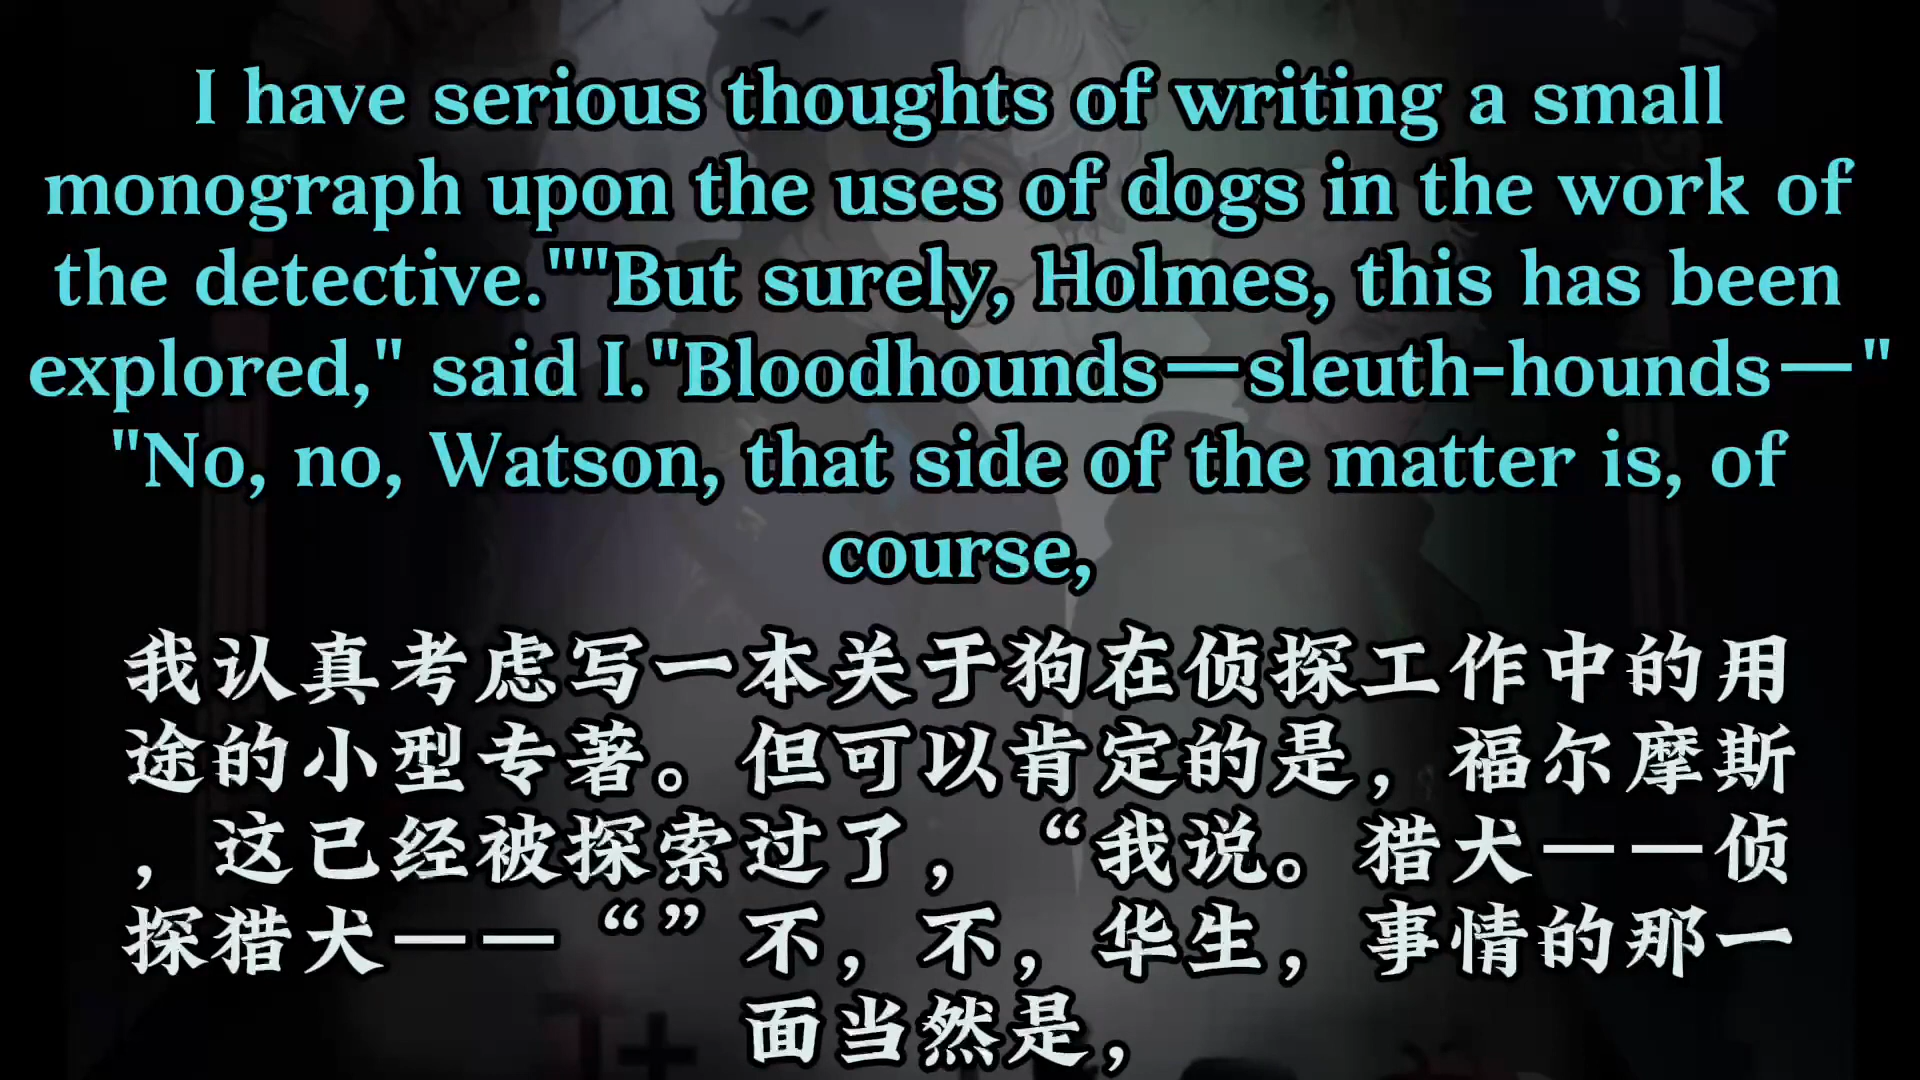 I have serious thoughts of writing a small
monograph upon the uses of dogs in the work of
the detective.""But surely, Holmes, this has been
explored," said I."Bloodhounds—sleuth-hounds—"
"No, no, Watson, that side of the matter is, of
course,
我认真考虑写一本关于狗在侦探工作中的用
途的小型专著。但可以肯定的是，福尔摩斯
，这已经被探索过了，“我说。猎犬——侦
探猎犬——“”不，不，华生，事情的那一
面当然是，